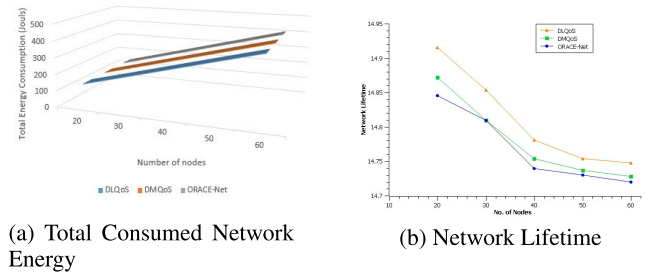 500
400
300
200
100
0
Total Energy Consumption (Jouls)
20
30
40
50
60
Number of nodes
DLQoS DMQoS ORACE-Net
(a) Total Consumed Network
Energy
14.95
14.9
14.85
14.8
14.75
14.7
Network Lifetime
DLQoS
DMQoS
ORACE-Net
10 20 30 40 50 60
No. of Nodes
(b) Network Lifetime